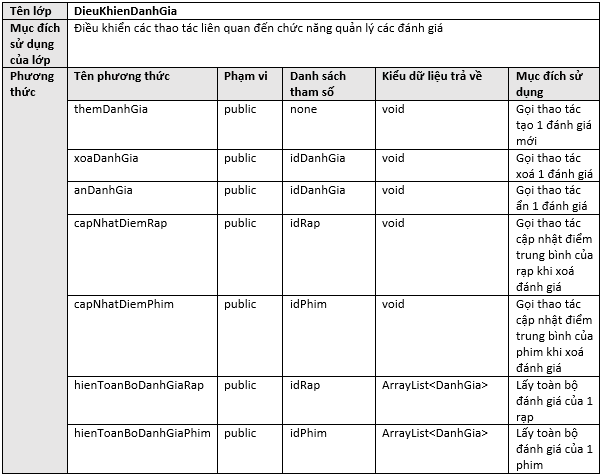 Tên lớp DieuKhienDanhGia
Mục đích Điều khiển các thao tác liên quan đến chức năng quản lý các đánh giá
sử dụng
của lớp
Phương Tên phương thức Phạm vi Danh sách Kiểu dữ liệu trả về Mục đích sử
thức tham số dụng
themDanhGia public none void Gọi thao tác
tạo 1 đánh giá
mới
xoaDanhGia public idDanhGia void Gọi thao tác
xoá 1 đánh giá
anDanhGia public idDanhGia void Gọi thao tác
ẩn 1 đánh giá
capNhatDiemRap public idRap void Gọi thao tác
cập nhật điểm
trung bình của
rạp khi xoá
đánh giá
capNhatDiemPhim public idPhim void Gọi thao tác
cập nhật điểm
trung bình của
phim khi xoá
đánh giá
hienToanBoDanhGiaRap public idRap ArrayList<DanhGia> Lấy toàn bộ
đánh giá của 1
rạp
hienToanBoDanhGiaPhim public idPhim ArrayList<DanhGia> Lấy toàn bộ
đánh giá của 1
phim